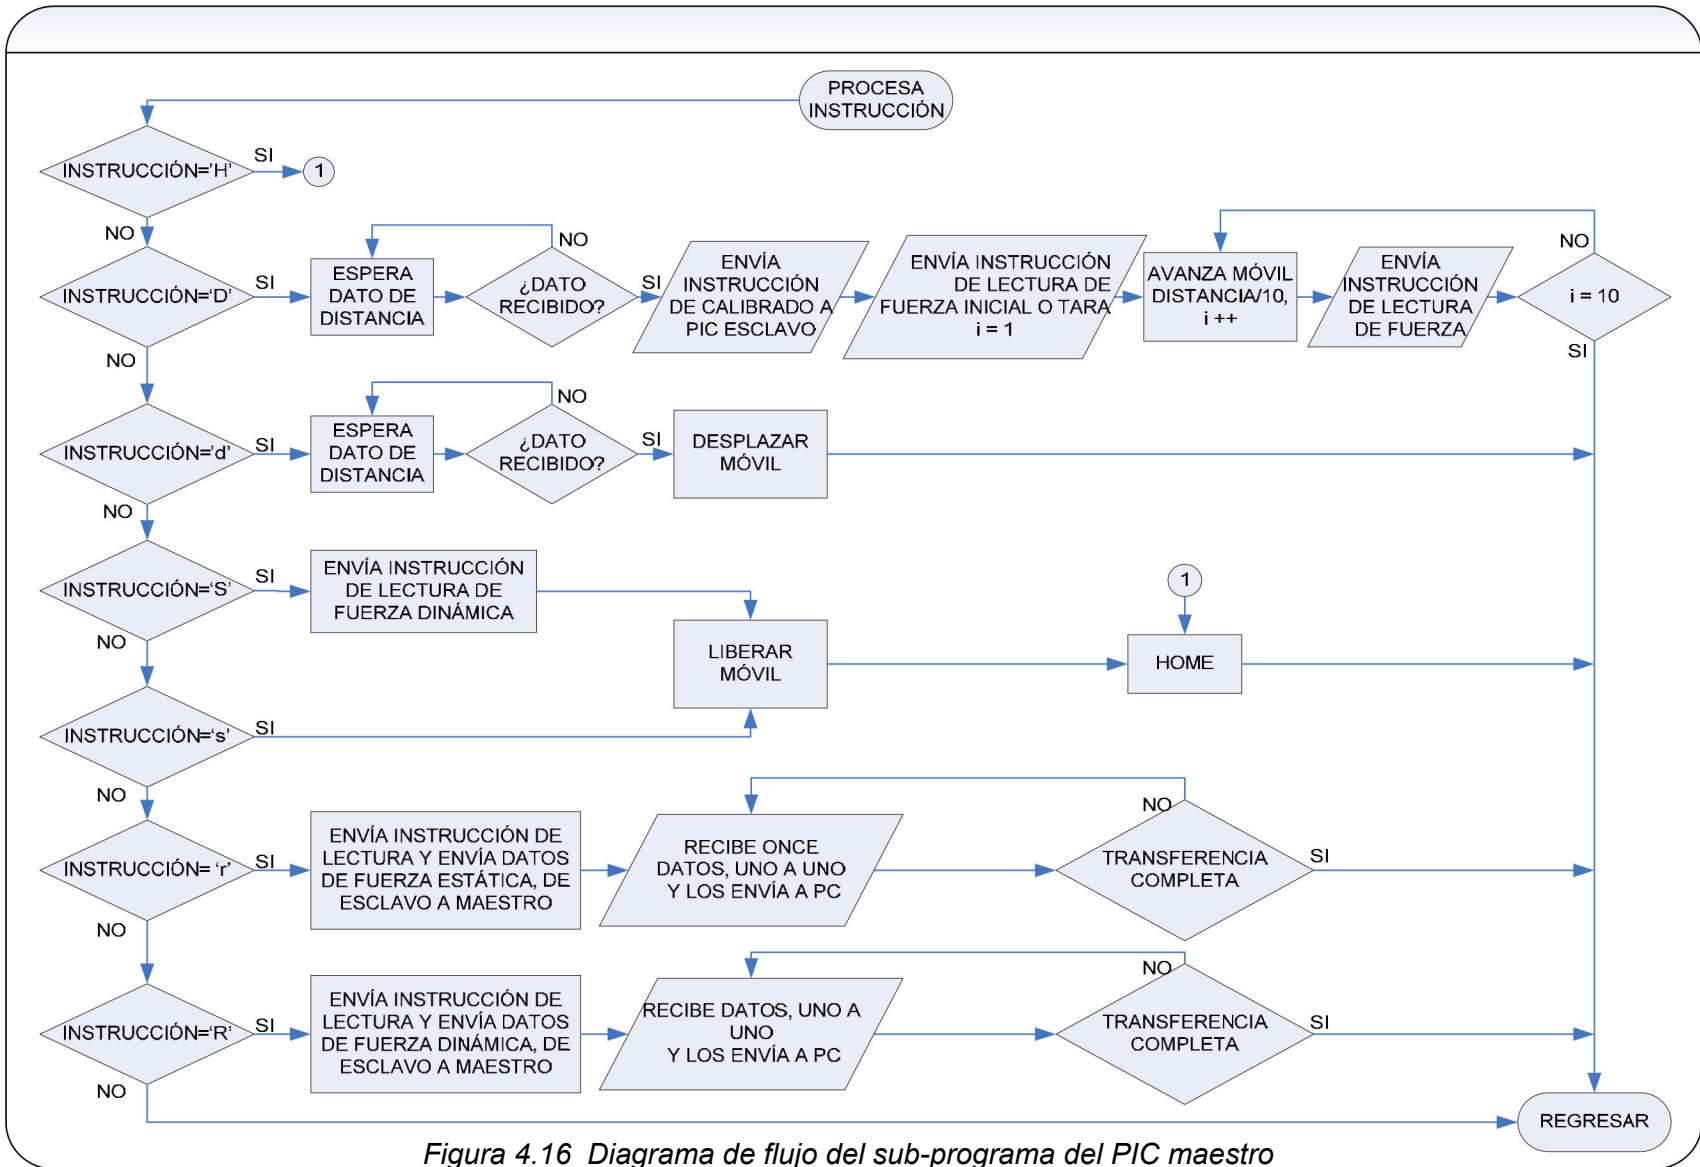 PROCESA
INSTRUCCIÓN
INSTRUCCIÓN='H'
SI
1
NO
INSTRUCCIÓN='D'
SI
ESPERA
DATO DE
DISTANCIA
NO
¿DATO
RECIBIDO?
SI
ENVÍA
INSTRUCCIÓN
DE CALIBRADO A
PIC ESCLAVO
ENVÍA INSTRUCCIÓN
DE LECTURA DE
FUERZA INICIAL O TARA
i = 1
AVANZA MÓVIL
DISTANCIA/10,
i ++
ENVÍA
INSTRUCCIÓN
DE LECTURA
DE FUERZA
NO
i = 10
SI
NO
INSTRUCCIÓN='d'
SI
ESPERA
DATO DE
DISTANCIA
NO
¿DATO
RECIBIDO?
SI
DESPLAZAR
MÓVIL
NO
INSTRUCCIÓN='S'
SI
ENVÍA INSTRUCCIÓN
DE LECTURA DE
FUERZA DINÁMICA
LIBERAR
MÓVIL
1
HOME
NO
INSTRUCCIÓN='s'
SI
NO
INSTRUCCIÓN= 'r'
SI
ENVÍA INSTRUCCIÓN DE
LECTURA Y ENVÍA DATOS
DE FUERZA ESTÁTICA, DE
ESCLAVO A MAESTRO
RECIBE ONCE
DATOS, UNO A UNO
Y LOS ENVÍA A PC
NO
TRANSFERENCIA
COMPLETA
SI
NO
INSTRUCCIÓN='R'
SI
ENVÍA INSTRUCCIÓN DE
LECTURA Y ENVÍA DATOS
DE FUERZA DINÁMICA, DE
ESCLAVO A MAESTRO
RECIBE DATOS, UNO A
UNO
Y LOS ENVÍA A PC
NO
TRANSFERENCIA
COMPLETA
SI
NO
REGRESAR
Figura 4.16 Diagrama de flujo del sub-programa del PIC maestro